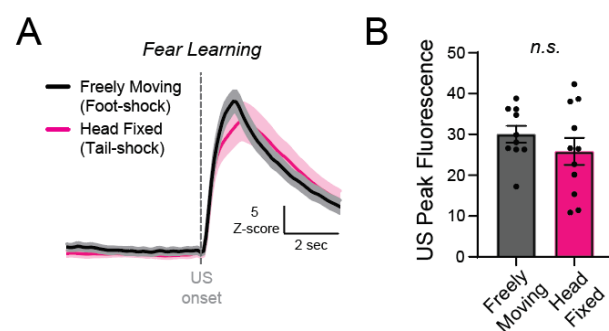 A
Fear Learning
Freely Moving
(Foot-shock)
Head Fixed
(Tail-shock)
5
Z-score
2 sec
US
onset
B
n.s.
US Peak Fluorescence
50
40
30
20
10
0
Freely
Moving
Head
Fixed